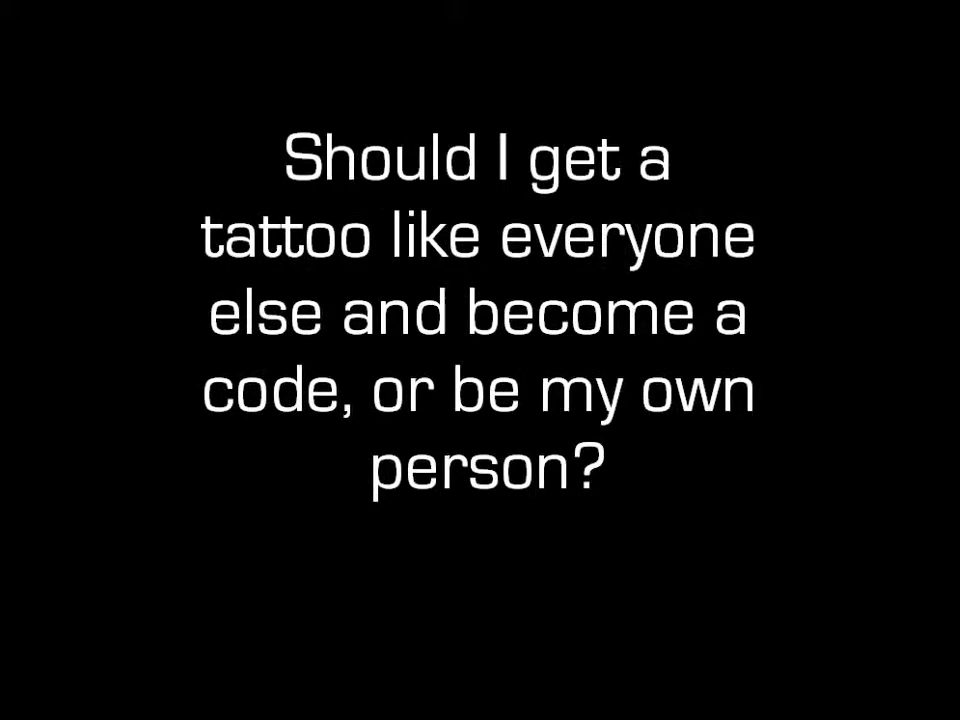 Should I get a
tattoo like everyone
else and become a
code, or be my own
person?